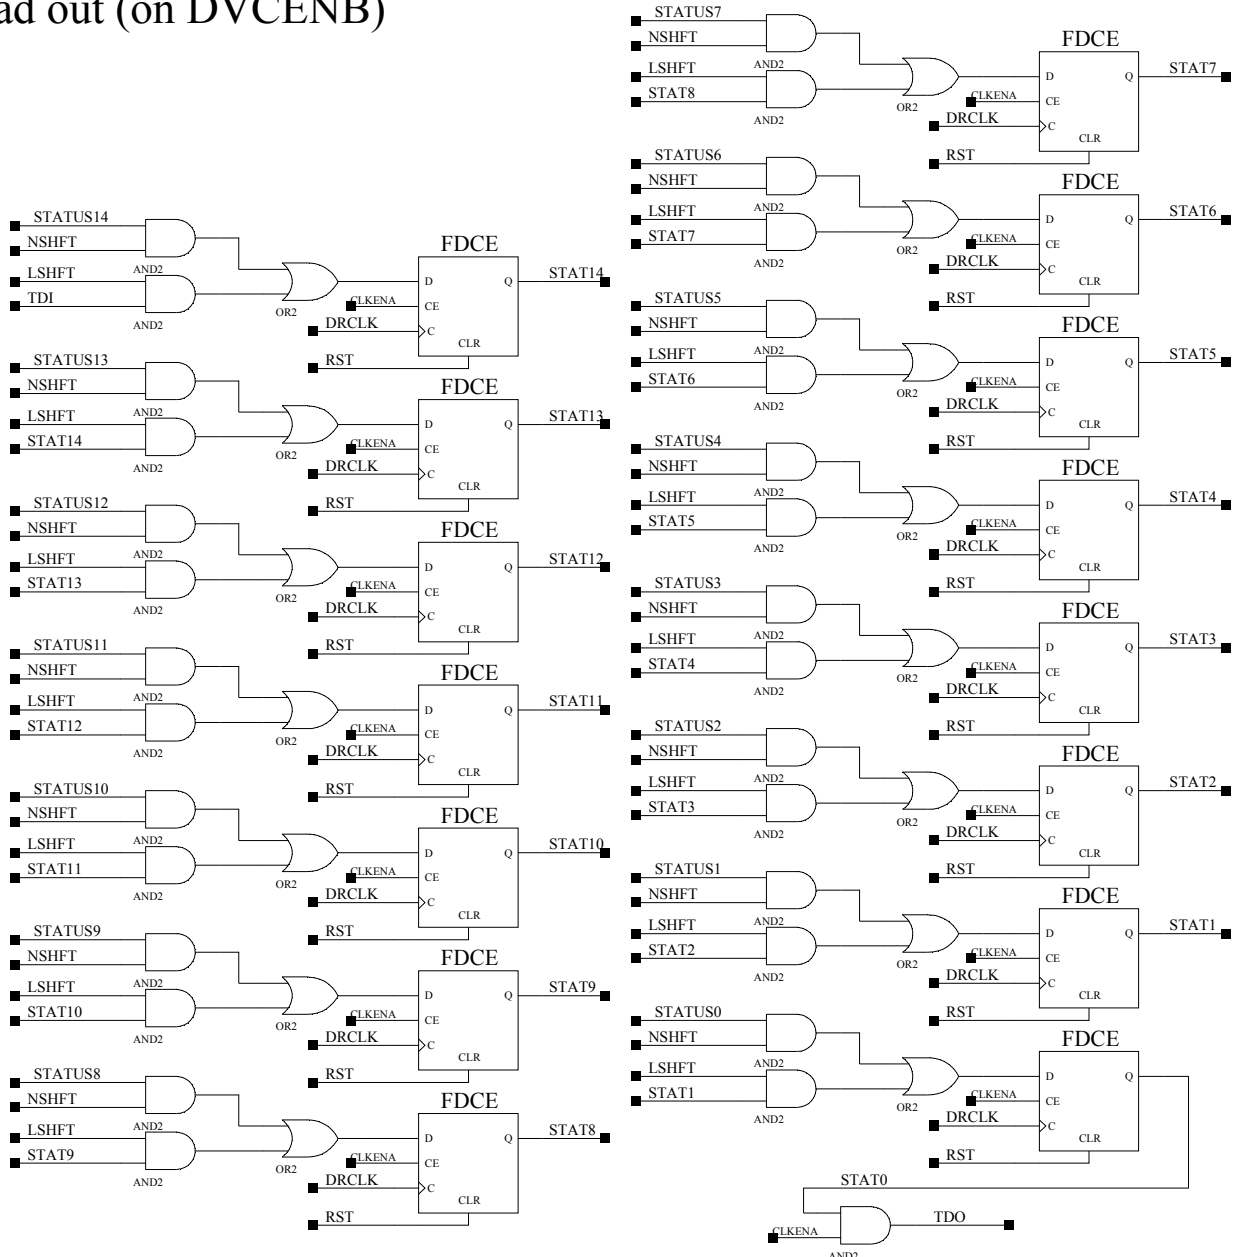 ad out (on DVCENB)
STATUS14
NSHFT
AND2
LSHFT
TDI
AND2
OR2
FDCE
D
Q
STAT14
CLKENA
CE
DRCLK
C
CLR
RST
STATUS13
NSHFT
AND2
LSHFT
STAT14
AND2
OR2
FDCE
D
Q
STAT13
CLKENA
CE
DRCLK
C
CLR
RST
STATUS12
NSHFT
AND2
LSHFT
STAT13
AND2
OR2
FDCE
D
Q
STAT12
CLKENA
CE
DRCLK
C
CLR
RST
STATUS11
NSHFT
AND2
LSHFT
STAT12
AND2
OR2
FDCE
D
Q
STAT11
CLKENA
CE
DRCLK
C
CLR
RST
STATUS10
NSHFT
AND2
LSHFT
STAT11
AND2
OR2
FDCE
D
Q
STAT10
CLKENA
CE
DRCLK
C
CLR
RST
STATUS9
NSHFT
AND2
LSHFT
STAT10
AND2
OR2
FDCE
D
Q
STAT9
CLKENA
CE
DRCLK
C
CLR
RST
STATUS8
NSHFT
AND2
LSHFT
STAT9
AND2
OR2
FDCE
D
Q
STAT8
CLKENA
CE
DRCLK
C
CLR
RST
STATUS7
NSHFT
AND2
LSHFT
STAT8
AND2
OR2
FDCE
D
Q
STAT7
CLKENA
CE
DRCLK
C
CLR
RST
STATUS6
NSHFT
AND2
LSHFT
STAT7
AND2
OR2
FDCE
D
Q
STAT6
CLKENA
CE
DRCLK
C
CLR
RST
STATUS5
NSHFT
AND2
LSHFT
STAT6
AND2
OR2
FDCE
D
Q
STAT5
CLKENA
CE
DRCLK
C
CLR
RST
STATUS4
NSHFT
AND2
LSHFT
STAT5
AND2
OR2
FDCE
D
Q
STAT4
CLKENA
CE
DRCLK
C
CLR
RST
STATUS3
NSHFT
AND2
LSHFT
STAT4
AND2
OR2
FDCE
D
Q
STAT3
CLKENA
CE
DRCLK
C
CLR
RST
STATUS2
NSHFT
AND2
LSHFT
STAT3
AND2
OR2
FDCE
D
Q
STAT2
CLKENA
CE
DRCLK
C
CLR
RST
STATUS1
NSHFT
AND2
LSHFT
STAT2
AND2
OR2
FDCE
D
Q
STAT1
CLKENA
CE
DRCLK
C
CLR
RST
STATUS0
NSHFT
AND2
LSHFT
STAT1
AND2
OR2
FDCE
D
Q
CLKENA
CE
DRCLK
C
CLR
RST
STAT0
CLKENA
TDO
AND2